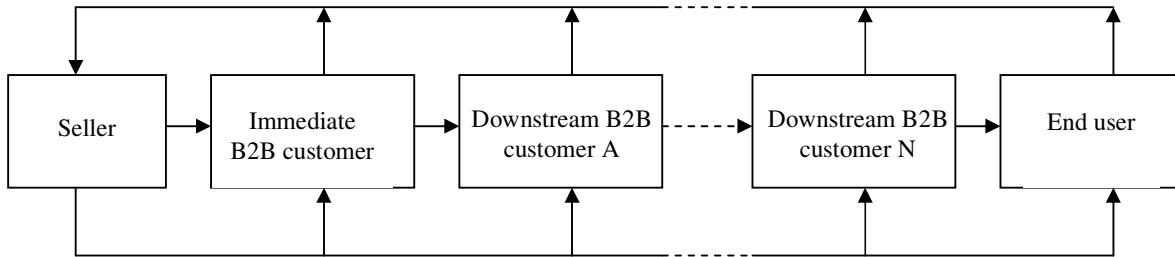 Seller
Immediate
B2B customer
Downstream B2B
customer A
Downstream B2B
customer N
End user